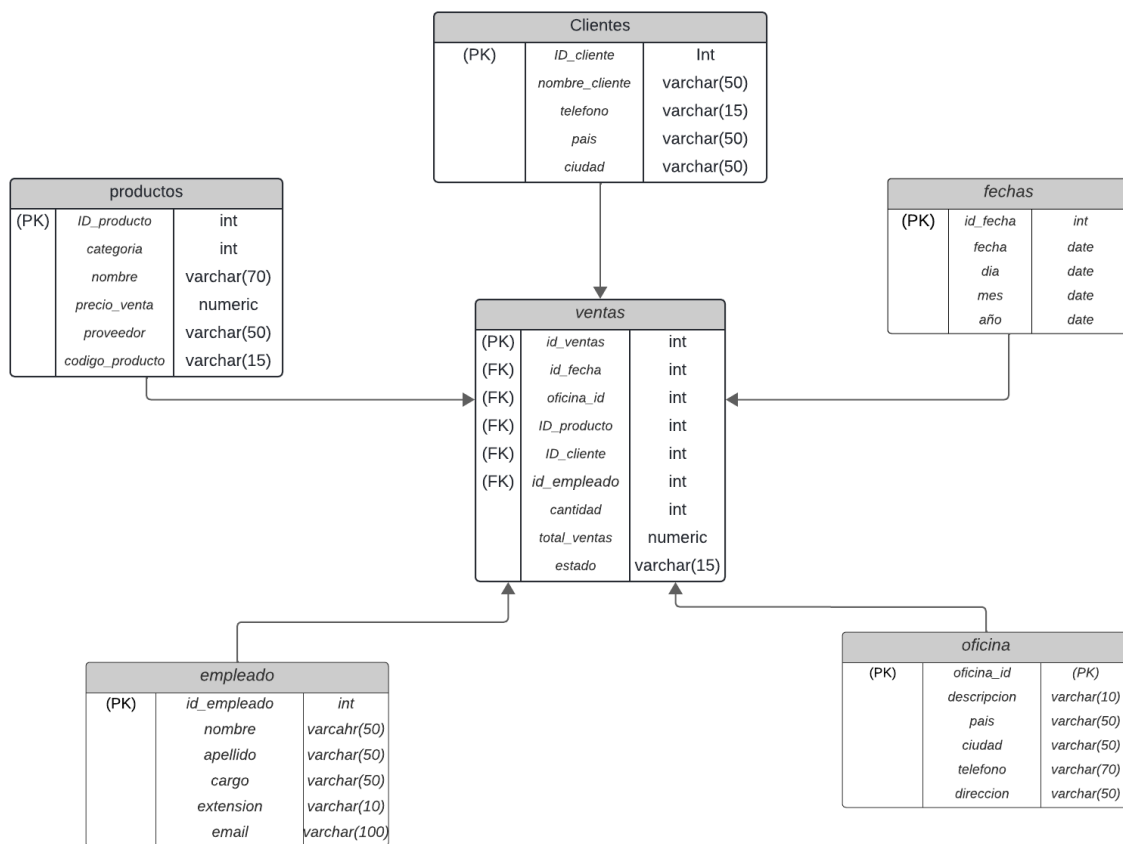 Clientes
(PK) ID_cliente Int
nombre_cliente varchar(50)
telefono varchar(15)
pais varchar(50)
ciudad varchar(50)
productos
(PK) ID_producto int
categoria int
nombre varchar(70)
precio_venta numeric
proveedor varchar(50)
codigo_producto varchar(15)
fechas
(PK) id_fecha int
fecha date
dia date
mes date
año date
ventas
(PK) id_ventas int
(FK) id_fecha int
(FK) oficina_id int
(FK) ID_producto int
(FK) ID_cliente int
(FK) id_empleado int
cantidad int
total_ventas numeric
estado varchar(15)
empleado
(PK) id_empleado int
nombre varcahr(50)
apellido varchar(50)
cargo varchar(50)
extension varchar(10)
email varchar(100)
oficina
(PK) oficina_id (PK)
descripcion varchar(10)
pais varchar(50)
ciudad varchar(50)
telefono varchar(70)
direccion varchar(50)